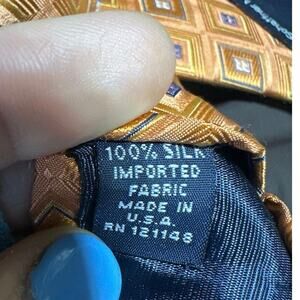 100% SILK
IMPORTED
FABRIC
MADE IN
U.S.A.
RN 121148